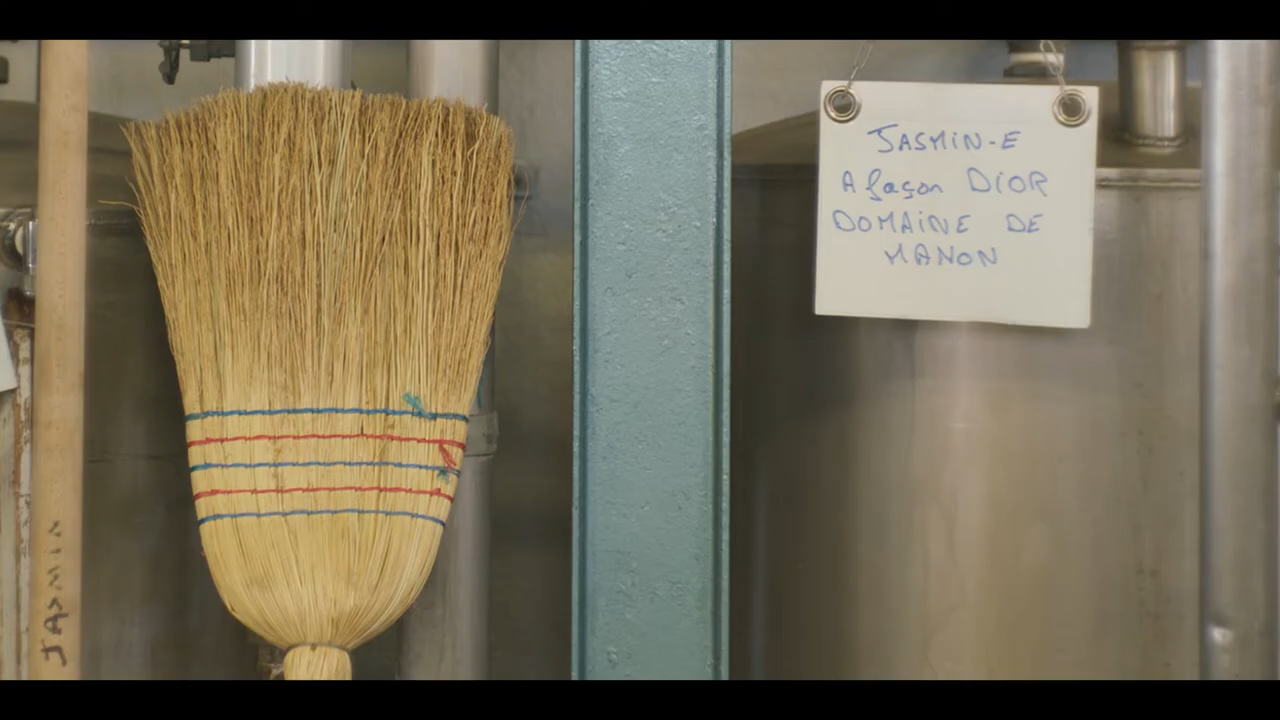 JASMIN
JASMIN-E
A façon DIOR
DOMAINE DE
MANON